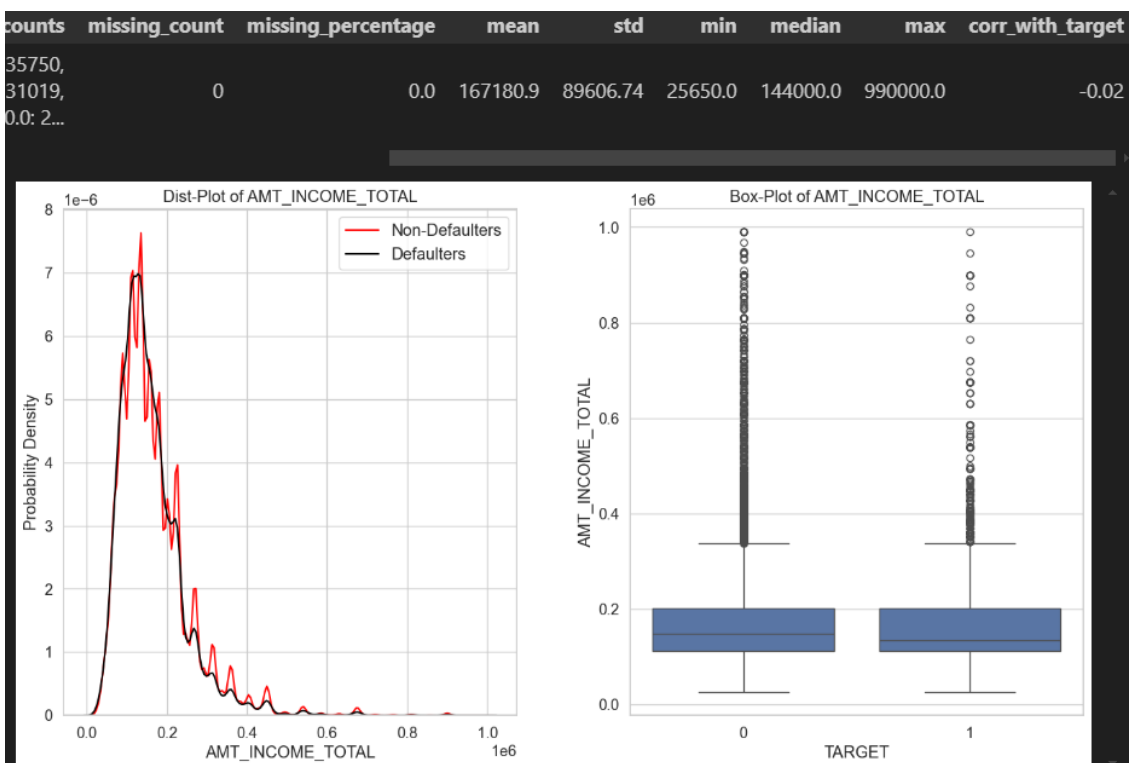 counts missing_count missing_percentage mean std min median max corr_with_target
35750,
31019, 0 0.0 167180.9 89606.74 25650.0 144000.0 990000.0 -0.02
0.0: 2...
Dist-Plot of AMT_INCOME_TOTAL
1e-6
8
7
6
5
4
3
2
1
0
Probability Density
Non-Defaulters
Defaulters
0.0 0.2 0.4 0.6 0.8 1.0
1e6
AMT_INCOME_TOTAL
Box-Plot of AMT_INCOME_TOTAL
1e6
1.0
0.8
0.6
0.4
0.2
0.0
AMT_INCOME_TOTAL
0 1
TARGET